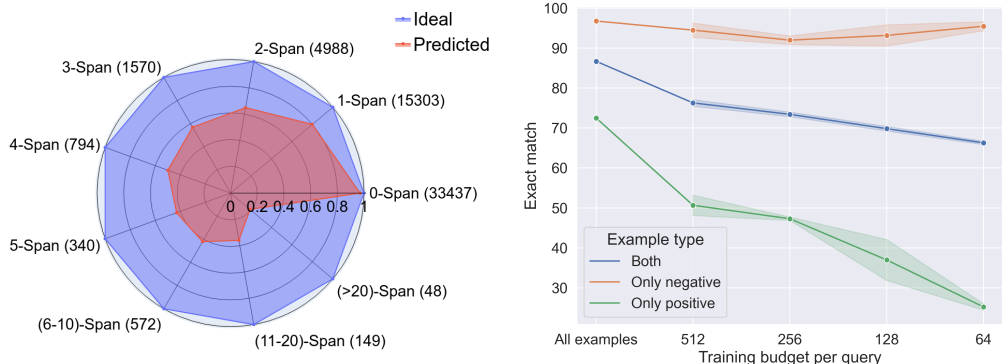 Ideal
Predicted
2-Span (4988)
3-Span (1570)
1-Span (15303)
4-Span (794)
0-Span (33437)
0 0.2 0.4 0.6 0.8 1
5-Span (340)
(>20)-Span (48)
(6-10)-Span (572)
(11-20)-Span (149)
100
90
80
70
60
50
40
30
Exact match
Example type
Both
Only negative
Only positive
All examples 512 256 128 64
Training budget per query